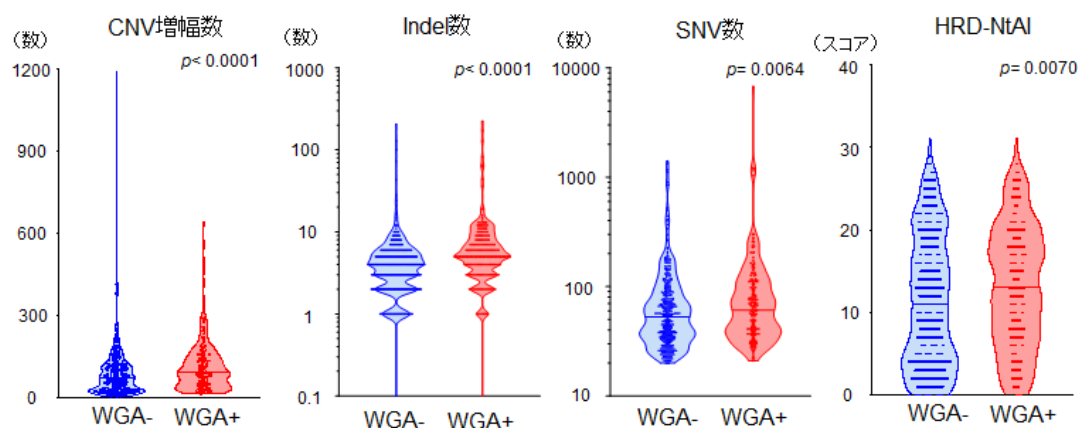 CNV増幅数
(数)
p< 0.0001
1200
900
600
300
0
WGA- WGA+
Indel数
(数)
p< 0.0001
1000
100
10
1
0.1
WGA- WGA+
SNV数
(数)
p= 0.0064
10000
1000
100
10
WGA- WGA+
HRD-NtAI
(スコア)
p= 0.0070
40
30
20
10
0
WGA- WGA+